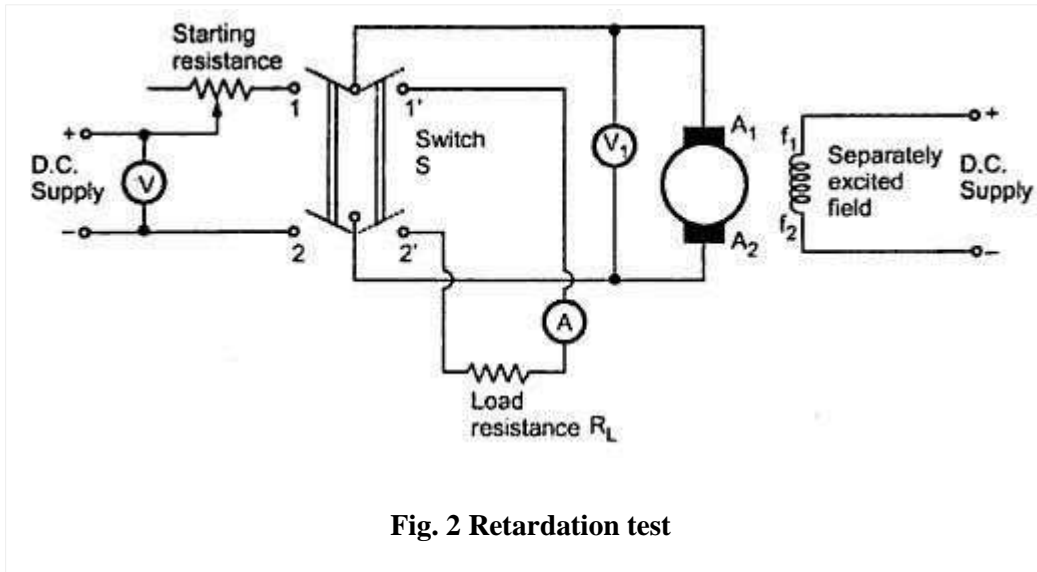 Starting
resistance
1
1'
+
V
D.C.
Supply
−
2
2'
Switch
S
V1
A1
A2
f1
f2
Separately
excited
field
+
D.C.
Supply
−
A
Load
resistance RL
Fig. 2 Retardation test